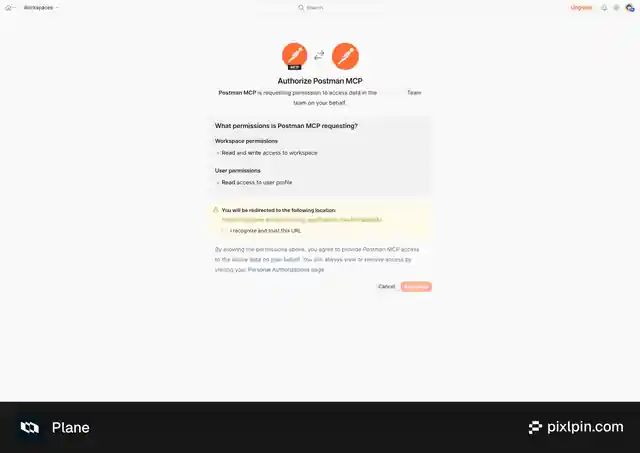 Workspaces
Search
Upgrade
MCP
Authorize Postman MCP
Postman MCP is requesting permission to access data in the Team
team on your behalf.
What permissions is Postman MCP requesting?
Workspace permissions
- Read and write access to workspace
User permissions
- Read access to user profile
You will be redirected to the following location:
I recognize and trust this URL
By allowing the permissions above, you agree to provide Postman MCP access
to the above data on your behalf. You can always view or remove access by
visiting your Personal Authorizations page
Cancel Authorize
Plane
pixlpin.com